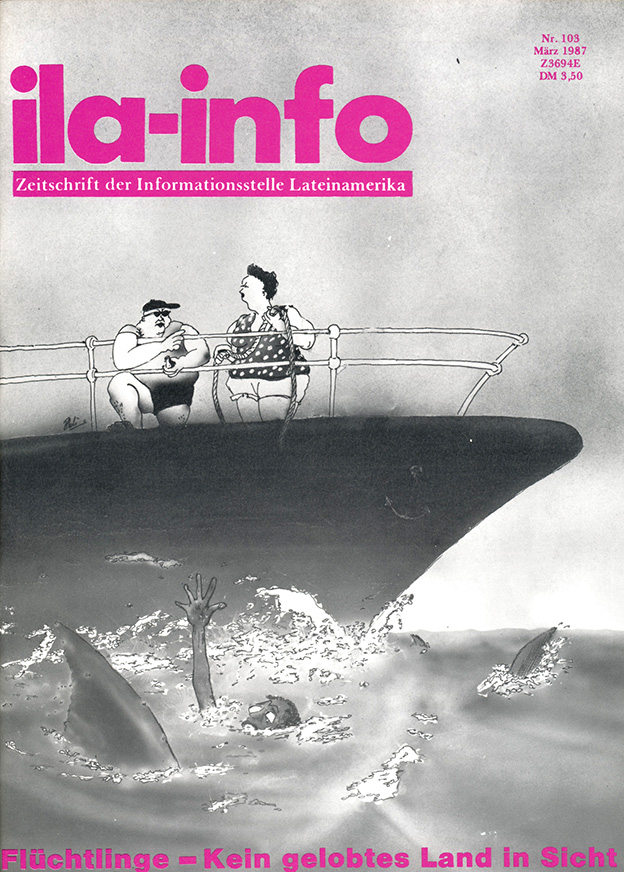 Nr. 103
März 1987
Z3694E
DM 3,50
ila-info
Zeitschrift der Informationsstelle Lateinamerika
Flüchtlinge – Kein gelobtes Land in Sicht